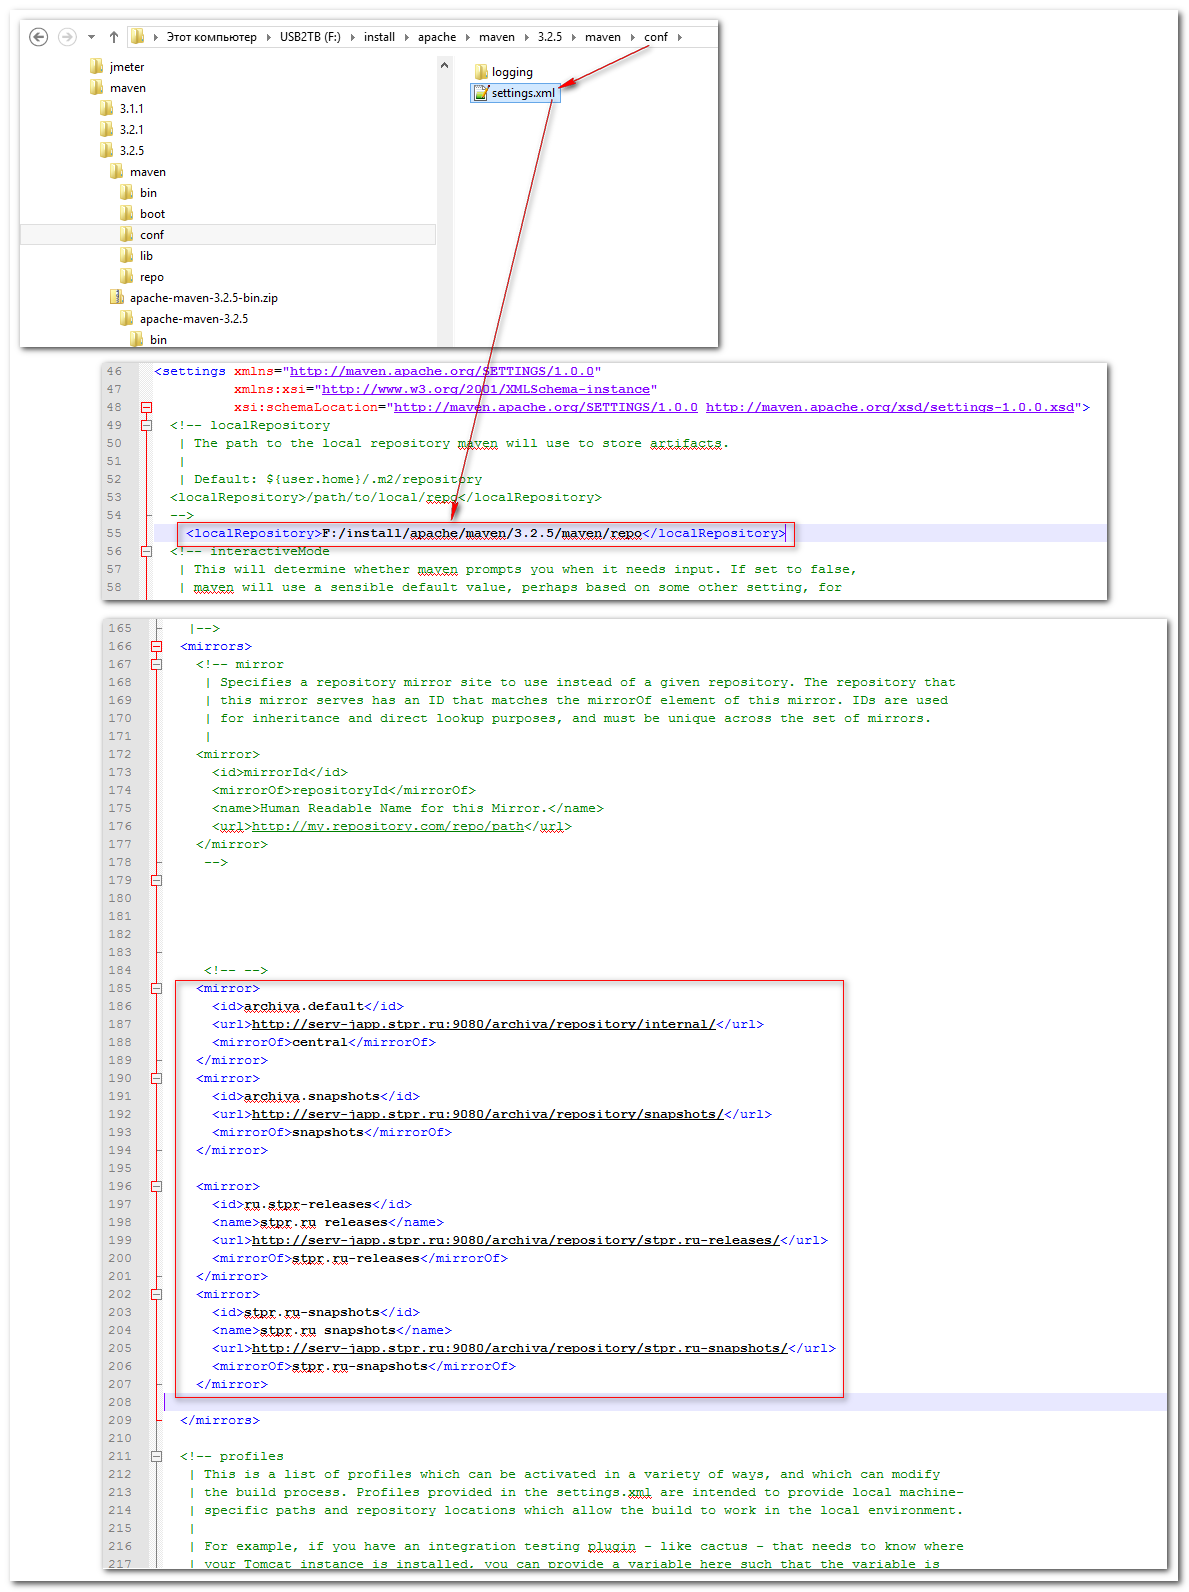 Этот компьютер ▸ USB2TB (F:) ▸ install ▸ apache ▸ maven ▸ 3.2.5 ▸ maven ▸ conf ▸
jmeter
maven
3.1.1
3.2.1
3.2.5
maven
bin
boot
conf
lib
repo
apache-maven-3.2.5-bin.zip
apache-maven-3.2.5
bin
logging
settings.xml
46 <settings xmlns="http://maven.apache.org/SETTINGS/1.0.0"
47 xmlns:xsi="http://www.w3.org/2001/XMLSchema-instance"
48 xsi:schemaLocation="http://maven.apache.org/SETTINGS/1.0.0 http://maven.apache.org/xsd/settings-1.0.0.xsd">
49 <!-- localRepository
50 | The path to the local repository maven will use to store artifacts.
51 |
52 | Default: ${user.home}/.m2/repository
53 <localRepository>/path/to/local/repo</localRepository>
54 -->
55 <localRepository>F:/install/apache/maven/3.2.5/maven/repo</localRepository>
56 <!-- interactiveMode
57 | This will determine whether maven prompts you when it needs input. If set to false,
58 | maven will use a sensible default value, perhaps based on some other setting, for
165 |-->
166 <mirrors>
167 <!-- mirror
168 | Specifies a repository mirror site to use instead of a given repository. The repository that
169 | this mirror serves has an ID that matches the mirrorOf element of this mirror. IDs are used
170 | for inheritance and direct lookup purposes, and must be unique across the set of mirrors.
171 |
172 <mirror>
173 <id>mirrorId</id>
174 <mirrorOf>repositoryId</mirrorOf>
175 <name>Human Readable Name for this Mirror.</name>
176 <url>http://my.repository.com/repo/path</url>
177 </mirror>
178 -->
179
180
181
182
183
184 <!-- -->
185 <mirror>
186 <id>archiva.default</id>
187 <url>http://serv-japp.stpr.ru:9080/archiva/repository/internal/</url>
188 <mirrorOf>central</mirrorOf>
189 </mirror>
190 <mirror>
191 <id>archiva.snapshots</id>
192 <url>http://serv-japp.stpr.ru:9080/archiva/repository/snapshots/</url>
193 <mirrorOf>snapshots</mirrorOf>
194 </mirror>
195
196 <mirror>
197 <id>ru.stpr-releases</id>
198 <name>stpr.ru releases</name>
199 <url>http://serv-japp.stpr.ru:9080/archiva/repository/stpr.ru-releases/</url>
200 <mirrorOf>stpr.ru-releases</mirrorOf>
201 </mirror>
202 <mirror>
203 <id>stpr.ru-snapshots</id>
204 <name>stpr.ru snapshots</name>
205 <url>http://serv-japp.stpr.ru:9080/archiva/repository/stpr.ru-snapshots/</url>
206 <mirrorOf>stpr.ru-snapshots</mirrorOf>
207 </mirror>
208
209 </mirrors>
210
211 <!-- profiles
212 | This is a list of profiles which can be activated in a variety of ways, and which can modify
213 | the build process. Profiles provided in the settings.xml are intended to provide local machine-
214 | specific paths and repository locations which allow the build to work in the local environment.
215 |
216 | For example, if you have an integration testing plugin - like cactus - that needs to know where
217 | your Tomcat instance is installed, you can provide a variable here such that the variable is